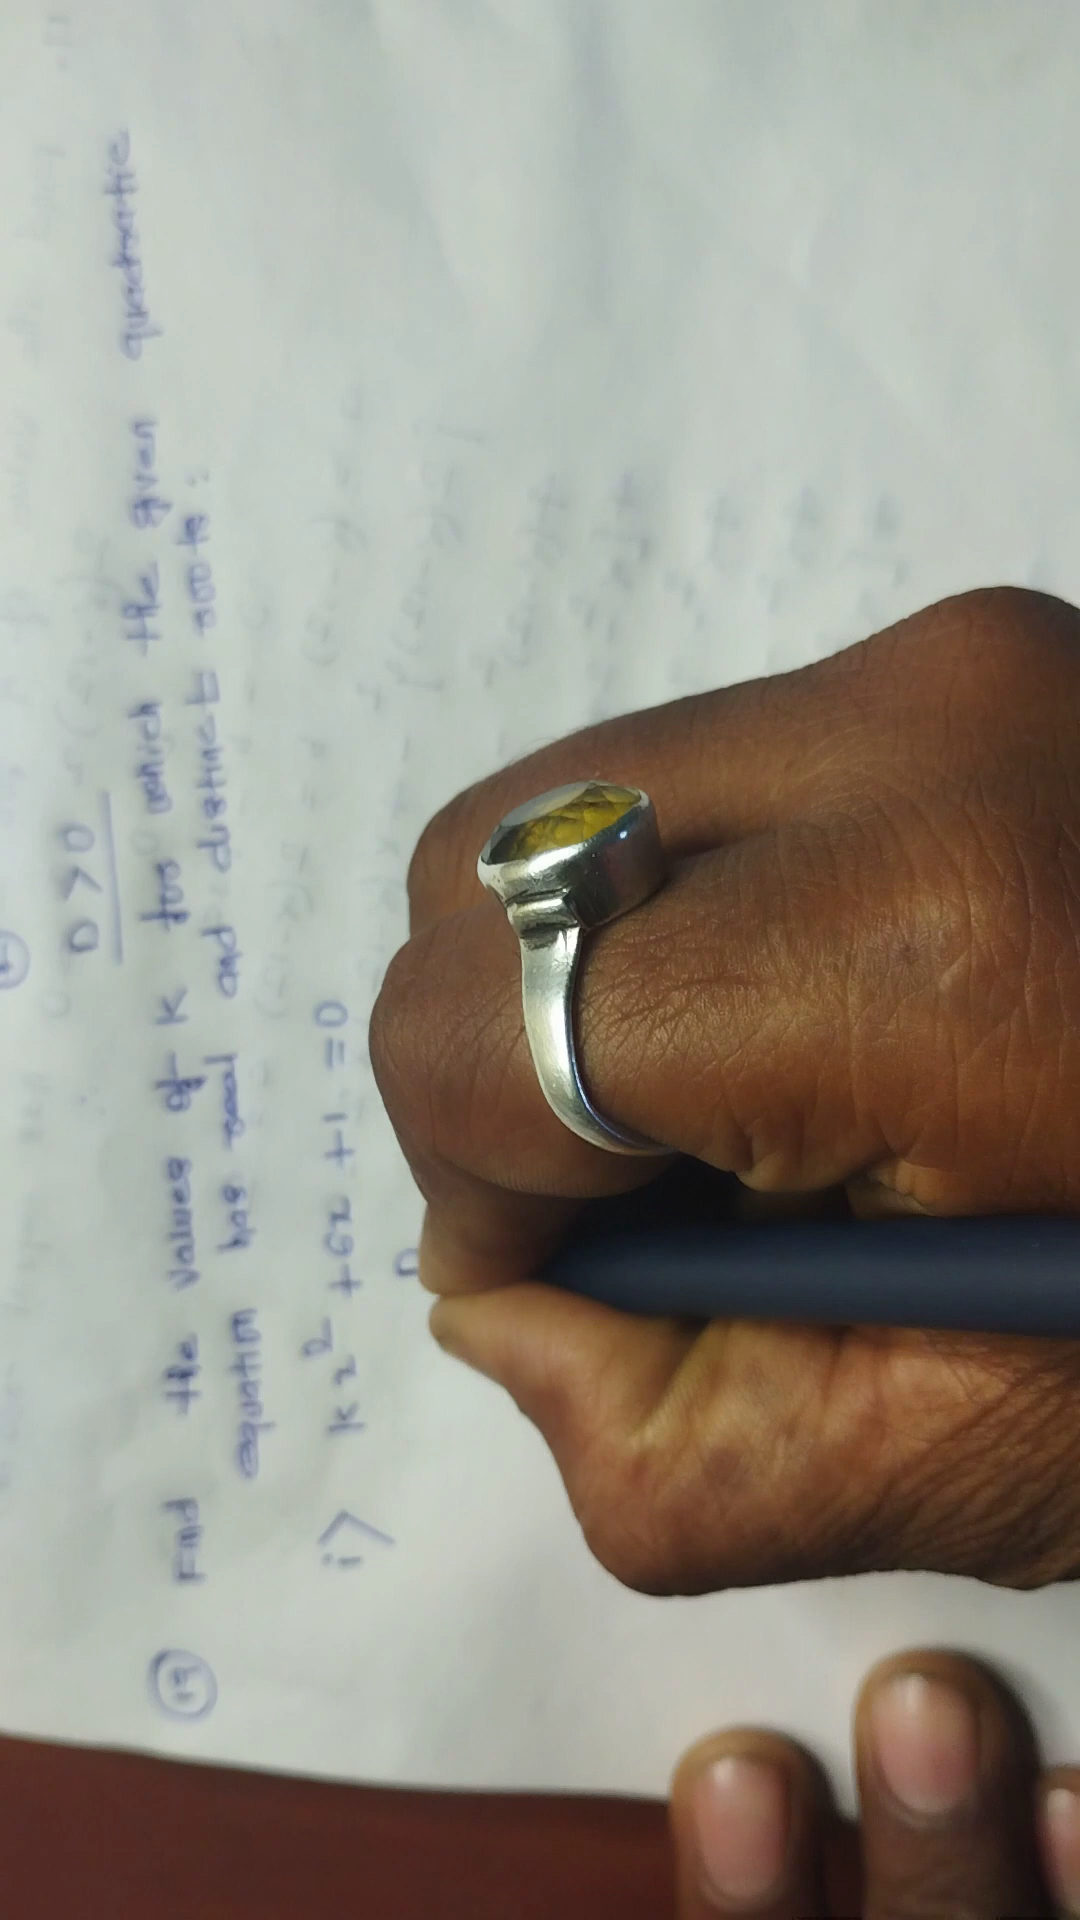 D > 0
19 Find the values of K for which the given quadratic
equation has real and distinct roots:
i> kx² + 6x + 1 = 0
D